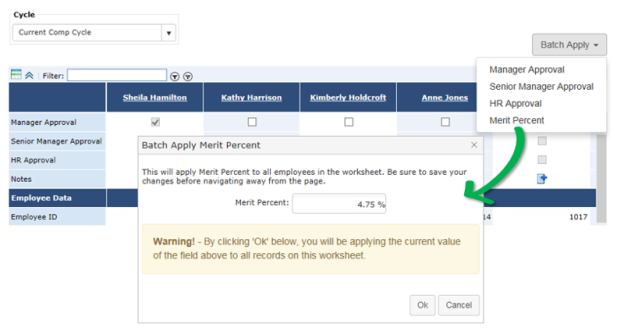 Cycle
Current Comp Cycle
Batch Apply
Manager Approval
Senior Manager Approval
HR Approval
Merit Percent
Filter:
Sheila Hamilton Kathy Harrison Kimberly Holdcroft Anne Jones
Manager Approval
Senior Manager Approval
HR Approval
Notes
Employee Data
Employee ID
14 1017
Batch Apply Merit Percent
This will apply Merit Percent to all employees in the worksheet. Be sure to save your
changes before navigating away from the page.
Merit Percent: 4.75 %
Warning! - By clicking 'Ok' below, you will be applying the current value
of the field above to all records on this worksheet.
Ok Cancel